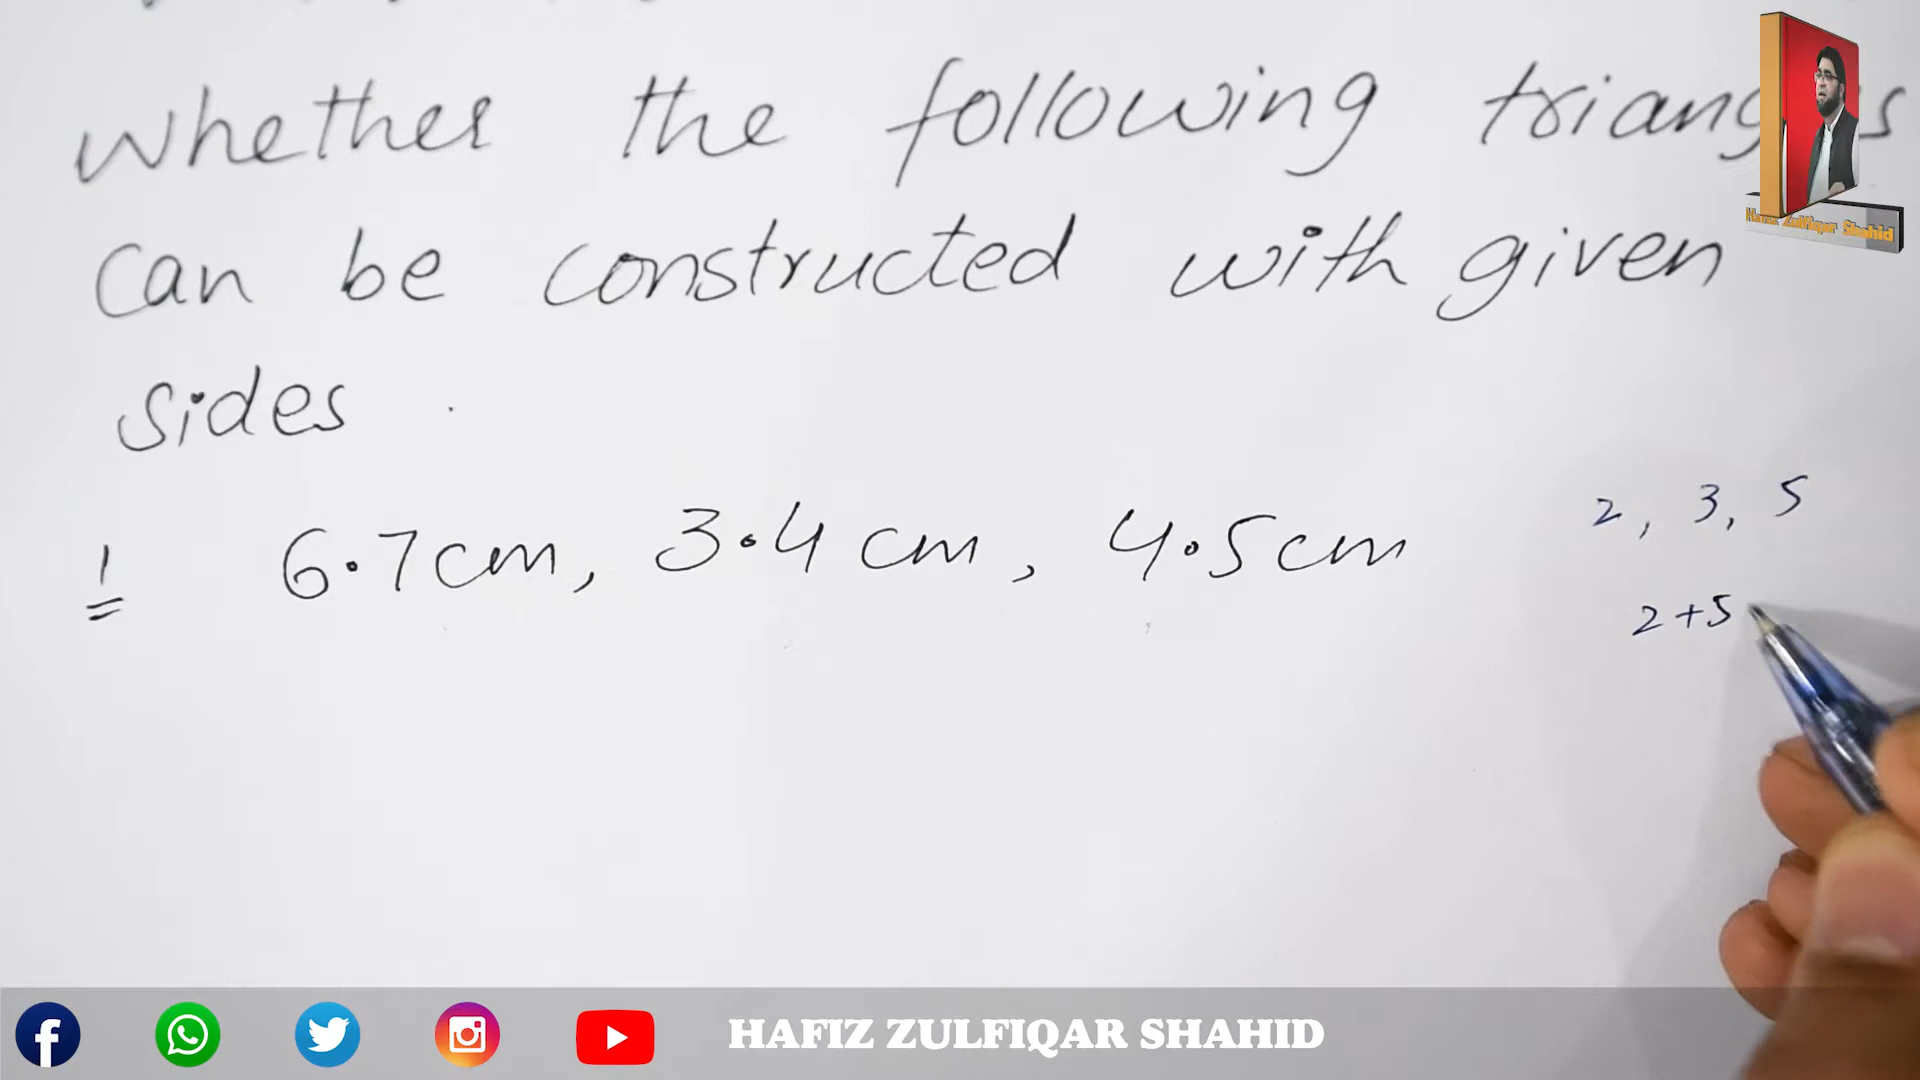 whether the following triang s
can be constructed with given
sides .
1 6.7cm, 3.4 cm, 4.5cm
2, 3, 5
2+5
Hafiz Zulfiqar Shahid
HAFIZ ZULFIQAR SHAHID